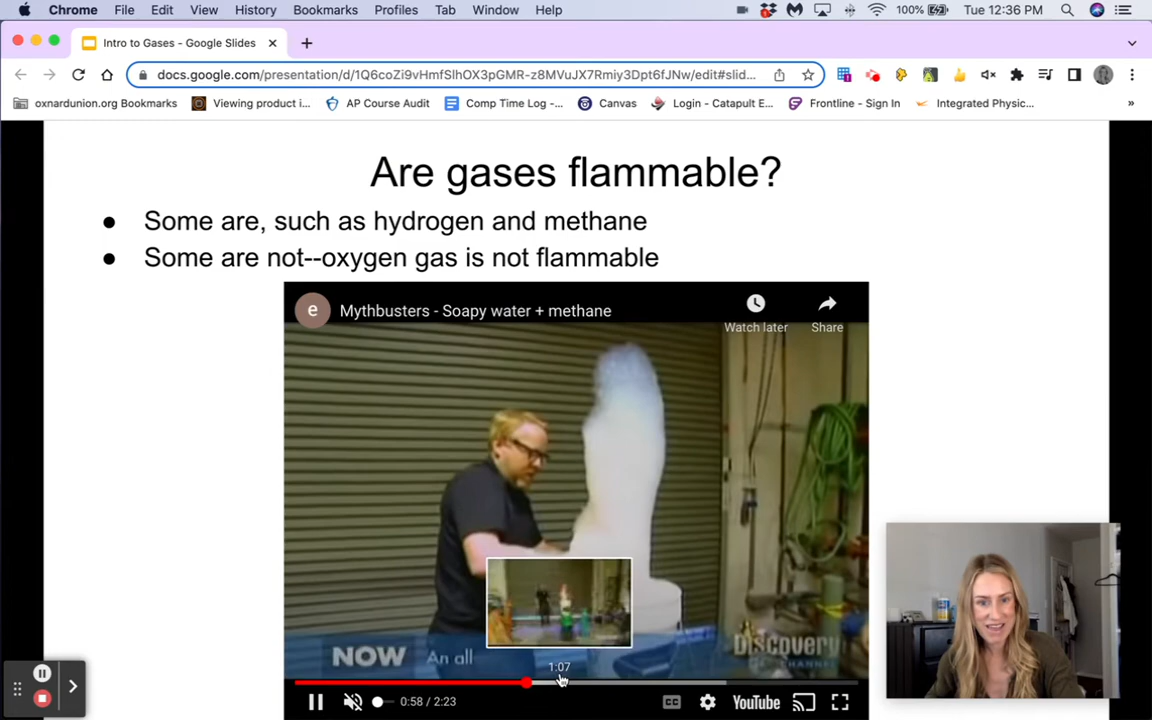 Chrome File Edit View History Bookmarks Profiles Tab Window Help 100% Tue 12:36 PM
Intro to Gases - Google Slides
docs.google.com/presentation/d/1Q6coZi9vHmfSlhOX3pGMR-z8MVuJX7Rmiy3Dpt6fJNw/edit#slid...
oxnardunion.org Bookmarks Viewing product i... AP Course Audit Comp Time Log -... Canvas Login - Catapult E... Frontline - Sign In Integrated Physic... »
Are gases flammable?
● Some are, such as hydrogen and methane
● Some are not--oxygen gas is not flammable
e Mythbusters - Soapy water + methane
Watch later Share
NOW An all Discovery
CHANNEL
1:07
0:58 / 2:23 CC YouTube